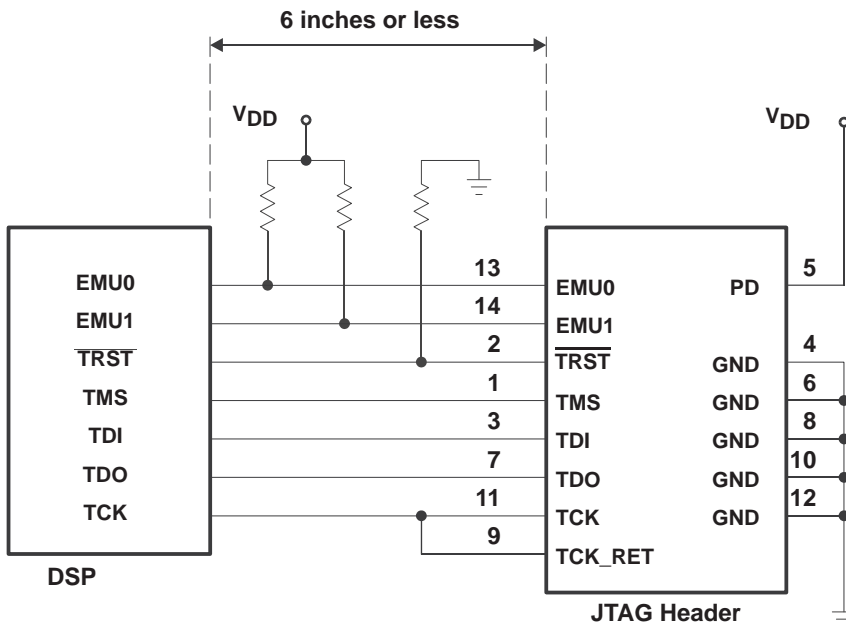 6 inches or less
VDD
VDD
13
EMU0
EMU0
PD
5
14
EMU1
EMU1
2
TRST
TRST
GND
4
1
TMS
TMS
GND
6
3
TDI
TDI
GND
8
7
TDO
TDO
GND
10
11
TCK
TCK
GND
12
9
TCK_RET
DSP
JTAG Header